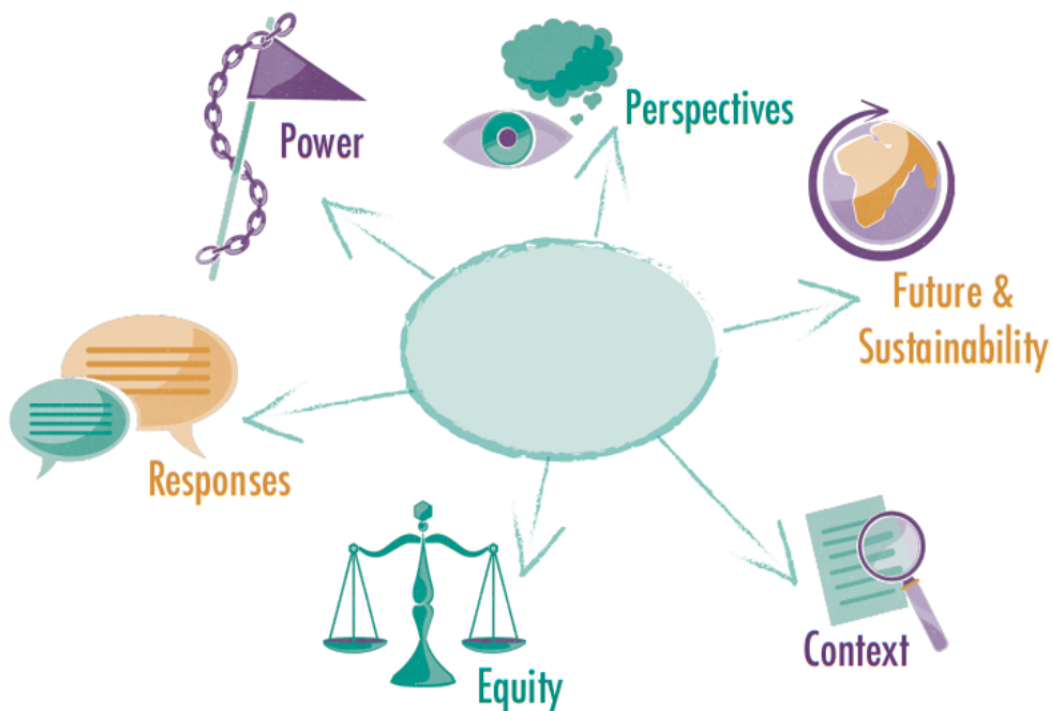 Power
Perspectives
Future &
Sustainability
Responses
Equity
Context